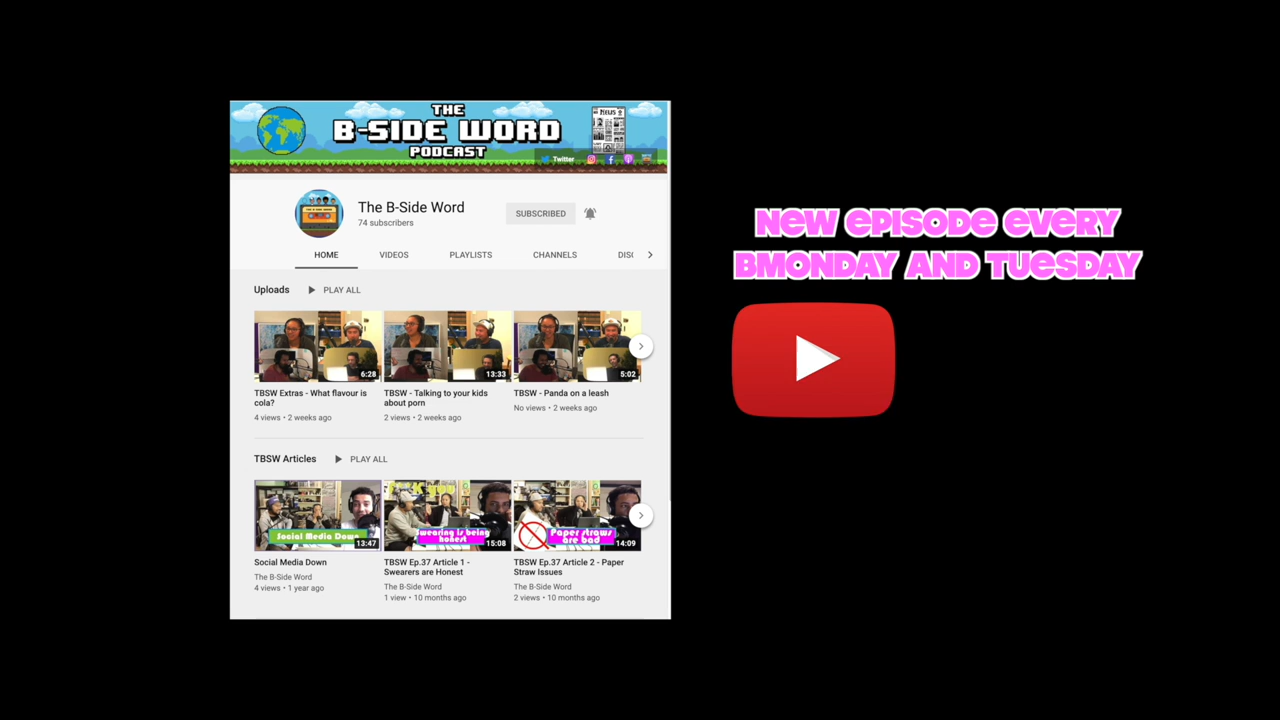 THE
B-SIDE WORD
PODCAST
NEWS
Twitter
The B-Side Word
74 subscribers
SUBSCRIBED
HOME
VIDEOS
PLAYLISTS
CHANNELS
DISC
Uploads
PLAY ALL
6:28
13:33
5:02
TBSW Extras - What flavour is
cola?
4 views • 2 weeks ago
TBSW - Talking to your kids
about porn
2 views • 2 weeks ago
TBSW - Panda on a leash
No views • 2 weeks ago
TBSW Articles
PLAY ALL
Social Media Down
13:47
swearing is being
honest
15:08
Paper straws
are bad
14:09
Social Media Down
The B-Side Word
4 views • 1 year ago
TBSW Ep.37 Article 1 -
Swearers are Honest
The B-Side Word
1 view • 10 months ago
TBSW Ep.37 Article 2 - Paper
Straw Issues
The B-Side Word
2 views • 10 months ago
New episode every
BMonday and Tuesday